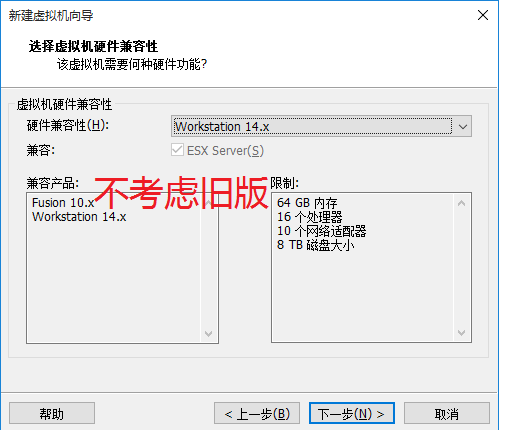 新建虚拟机向导
选择虚拟机硬件兼容性
该虚拟机需要何种硬件功能?
虚拟机硬件兼容性
硬件兼容性(H):
Workstation 14.x
兼容:
ESX Server(S)
兼容产品:
不考虑旧版
限制:
Fusion 10.x
Workstation 14.x
64 GB 内存
16 个处理器
10 个网络适配器
8 TB 磁盘大小
帮助
< 上一步(B)
下一步(N) >
取消